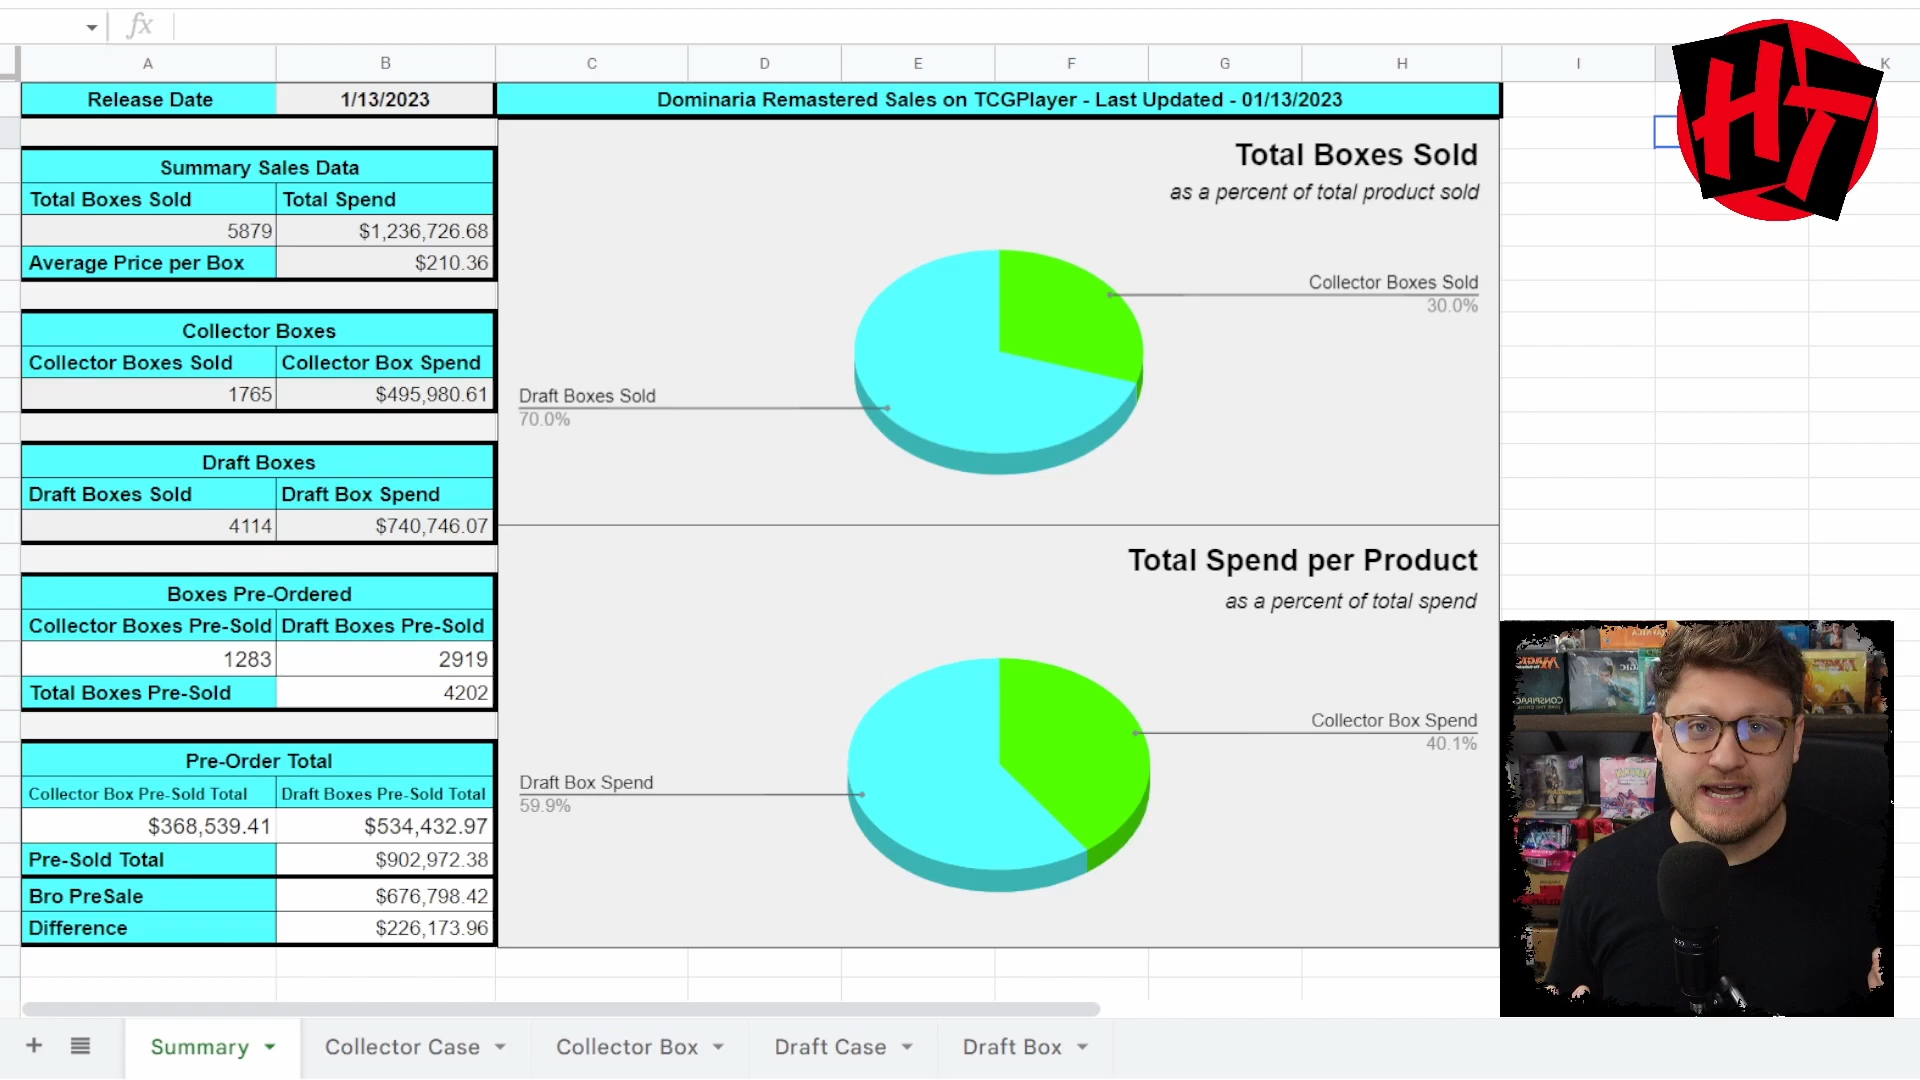 fx
A B C D E F G H I K
Release Date 1/13/2023 Dominaria Remastered Sales on TCGPlayer - Last Updated - 01/13/2023
Summary Sales Data
Total Boxes Sold Total Spend
5879 $1,236,726.68
Average Price per Box $210.36
Collector Boxes
Collector Boxes Sold Collector Box Spend
1765 $495,980.61
Draft Boxes
Draft Boxes Sold Draft Box Spend
4114 $740,746.07
Boxes Pre-Ordered
Collector Boxes Pre-Sold Draft Boxes Pre-Sold
1283 2919
Total Boxes Pre-Sold 4202
Pre-Order Total
Collector Box Pre-Sold Total Draft Boxes Pre-Sold Total
$368,539.41 $534,432.97
Pre-Sold Total $902,972.38
Bro PreSale $676,798.42
Difference $226,173.96
Total Boxes Sold
as a percent of total product sold
Collector Boxes Sold
30.0%
Draft Boxes Sold
70.0%
Total Spend per Product
as a percent of total spend
Collector Box Spend
40.1%
Draft Box Spend
59.9%
HT
+ Summary Collector Case Collector Box Draft Case Draft Box